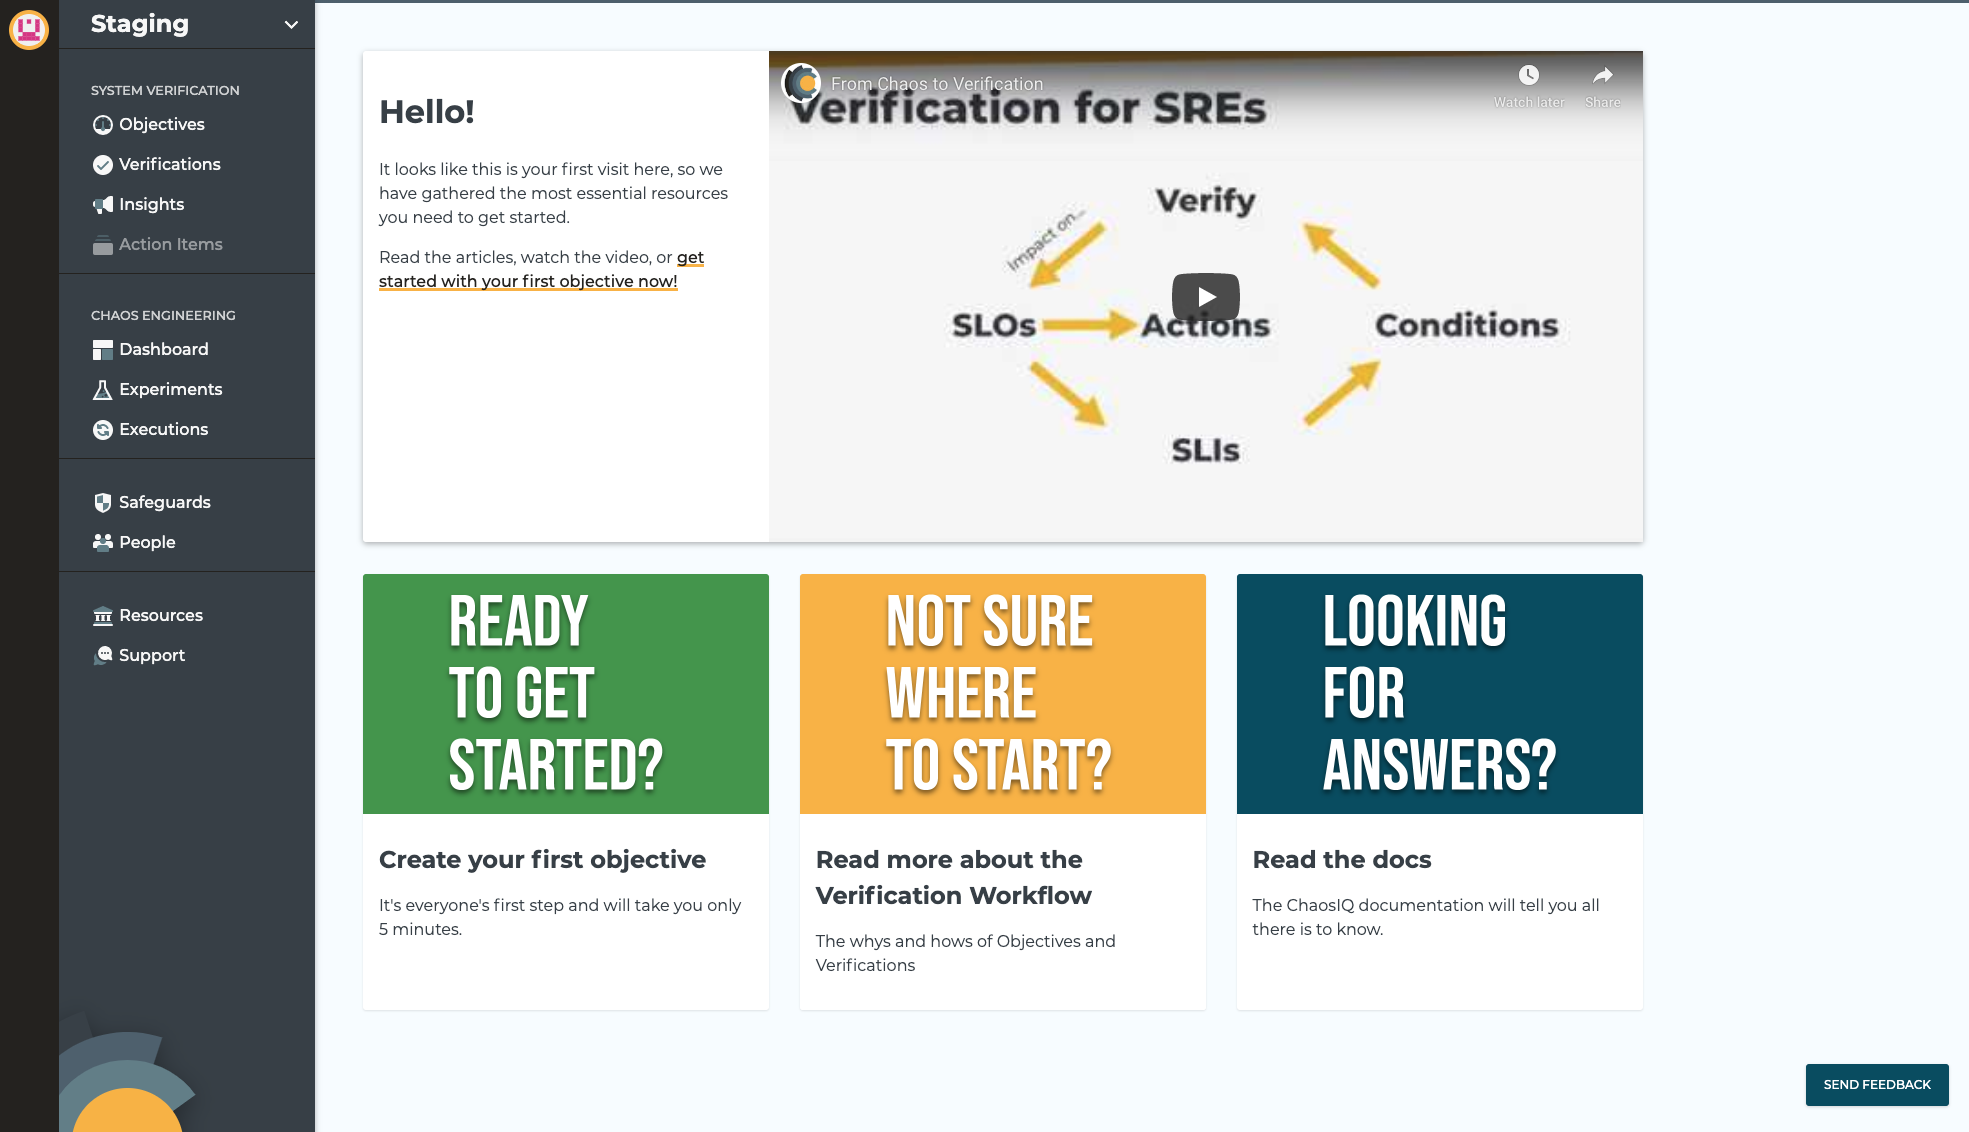 Staging
SYSTEM VERIFICATION
Objectives
Verifications
Insights
Action Items
CHAOS ENGINEERING
Dashboard
Experiments
Executions
Safeguards
People
Resources
Support
Hello!
It looks like this is your first visit here, so we
have gathered the most essential resources
you need to get started.
Read the articles, watch the video, or get
started with your first objective now!
From Chaos to Verification
Watch later
Share
Verification for SREs
Verify
Impact on...
SLOs
Actions
Conditions
SLIs
READY
TO GET
STARTED?
Create your first objective
It's everyone's first step and will take you only
5 minutes.
NOT SURE
WHERE
TO START?
Read more about the
Verification Workflow
The whys and hows of Objectives and
Verifications
LOOKING
FOR
ANSWERS?
Read the docs
The ChaosIQ documentation will tell you all
there is to know.
SEND FEEDBACK